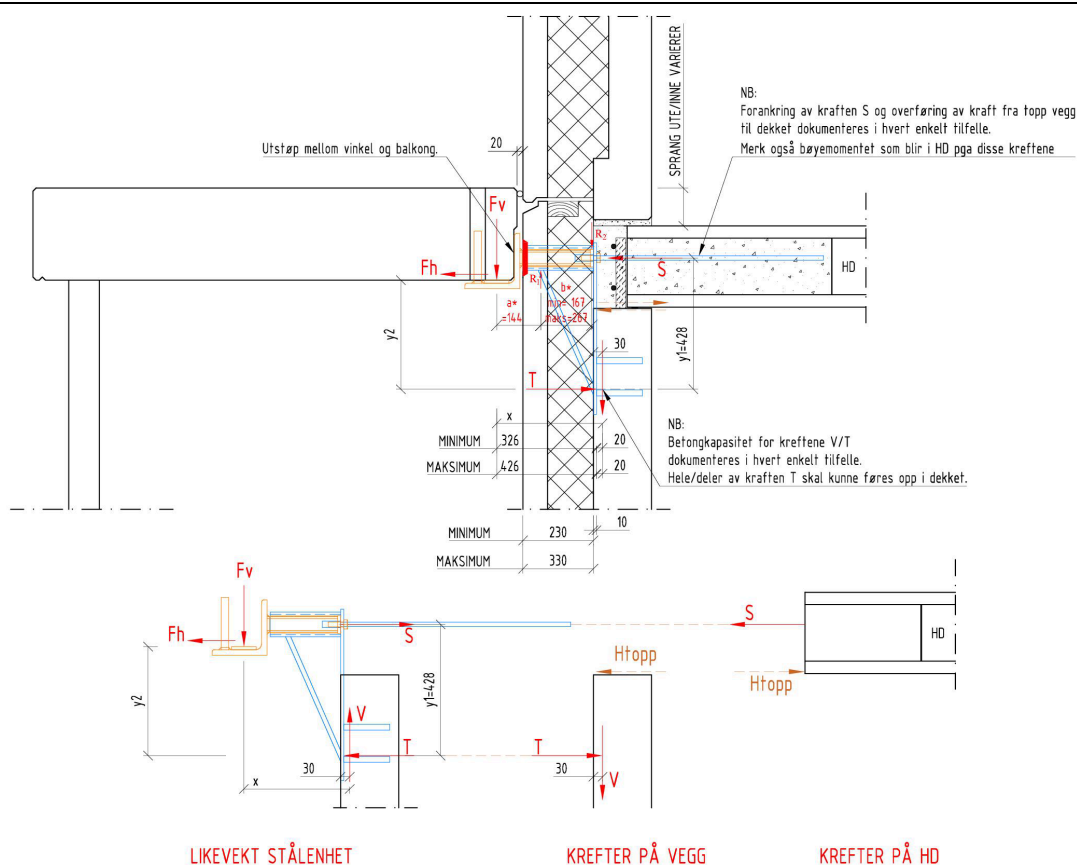 NB:
Forankring av kraften S og overføring av kraft fra topp vegg
til dekket dokumenteres i hvert enkelt tilfelle.
Merk også bøyemomentet som blir i HD pga disse kreftene
SPRANG UTE/INNE VARIERER
20
Utstøp mellom vinkel og balkong.
Fv
R2
S
HD
Fh
R1
b*
a*
min= 167
=144
maks=267
y2
30
y1=428
T
x
NB:
Betongkapasitet for kreftene V/T
dokumenteres i hvert enkelt tilfelle.
Hele/deler av kraften T skal kunne føres opp i dekket.
MINIMUM 326 20
MAKSIMUM 426 20
10
MINIMUM 230
MAKSIMUM 330
Fv
Fh
S
S
HD
Htopp
Htopp
y2
y1=428
V
T
T
30
30
V
x
LIKEVEKT STÅLENHET
KREFTER PÅ VEGG
KREFTER PÅ HD